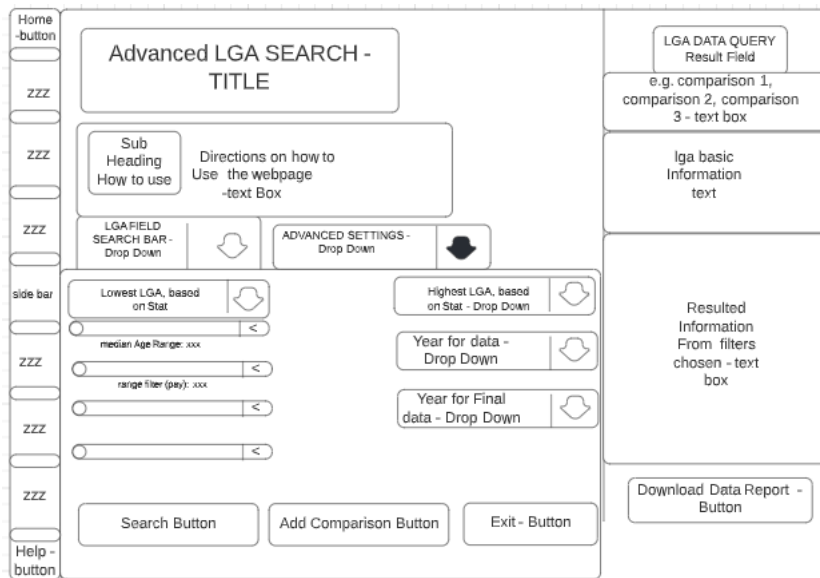 Home
-button
zzz
zzz
zzz
side bar
zzz
zzz
zzz
Help -
button
Advanced LGA SEARCH -
TITLE
Sub
Heading
How to use
Directions on how to
Use the webpage
-text Box
LGA FIELD
SEARCH BAR -
Drop Down
ADVANCED SETTINGS -
Drop Down
Lowest LGA, based
on Stat
<
median Age Range: xxx
<
range filter (pay): xxx
<
<
Highest LGA, based
on Stat - Drop Down
Year for data -
Drop Down
Year for Final
data - Drop Down
Search Button
Add Comparison Button
Exit - Button
LGA DATA QUERY
Result Field
e.g. comparison 1,
comparison 2, comparison
3 - text box
lga basic
Information
text
Resulted
Information
From filters
chosen - text
box
Download Data Report -
Button